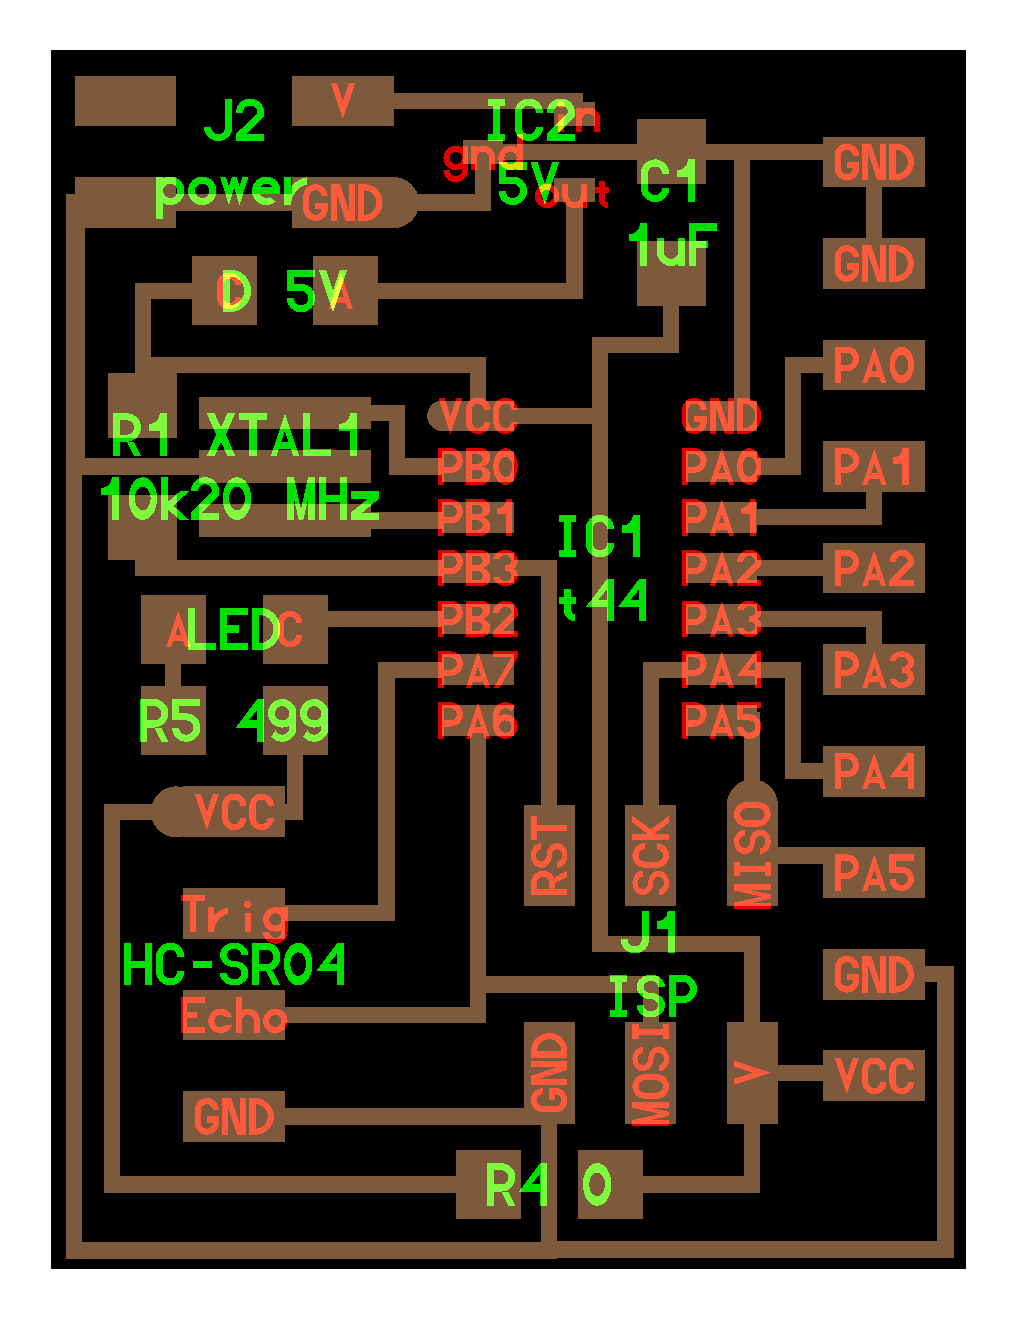 V
J2
IC2
in
gnd
GND
power
GND
5V
out
C1
1uF
GND
C
D 5V
A
PA0
VCC
GND
R1 XTAL1
PB0
PA0
PA1
10k20 MHz
PB1
PA1
IC1
PB3
PA2
PA2
t44
A
LED
C
PB2
PA3
PA7
PA4
PA3
R5 499
PA6
PA5
PA4
VCC
RST
SCK
MISO
PA5
Trig
J1
HC-SR04
GND
Echo
ISP
GND
MOSI
V
VCC
GND
R4 0